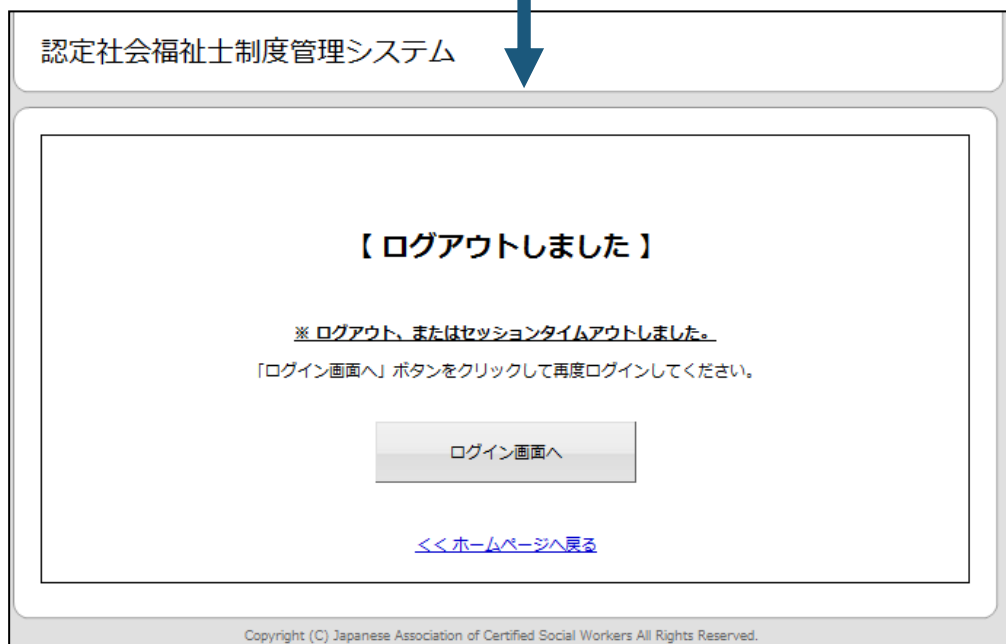 認定社会福祉士制度管理システム
【 ログアウトしました 】
※ ログアウト、またはセッションタイムアウトしました。
「ログイン画面へ」ボタンをクリックして再度ログインしてください。
ログイン画面へ
<< ホームページへ戻る
Copyright (C) Japanese Association of Certified Social Workers All Rights Reserved.